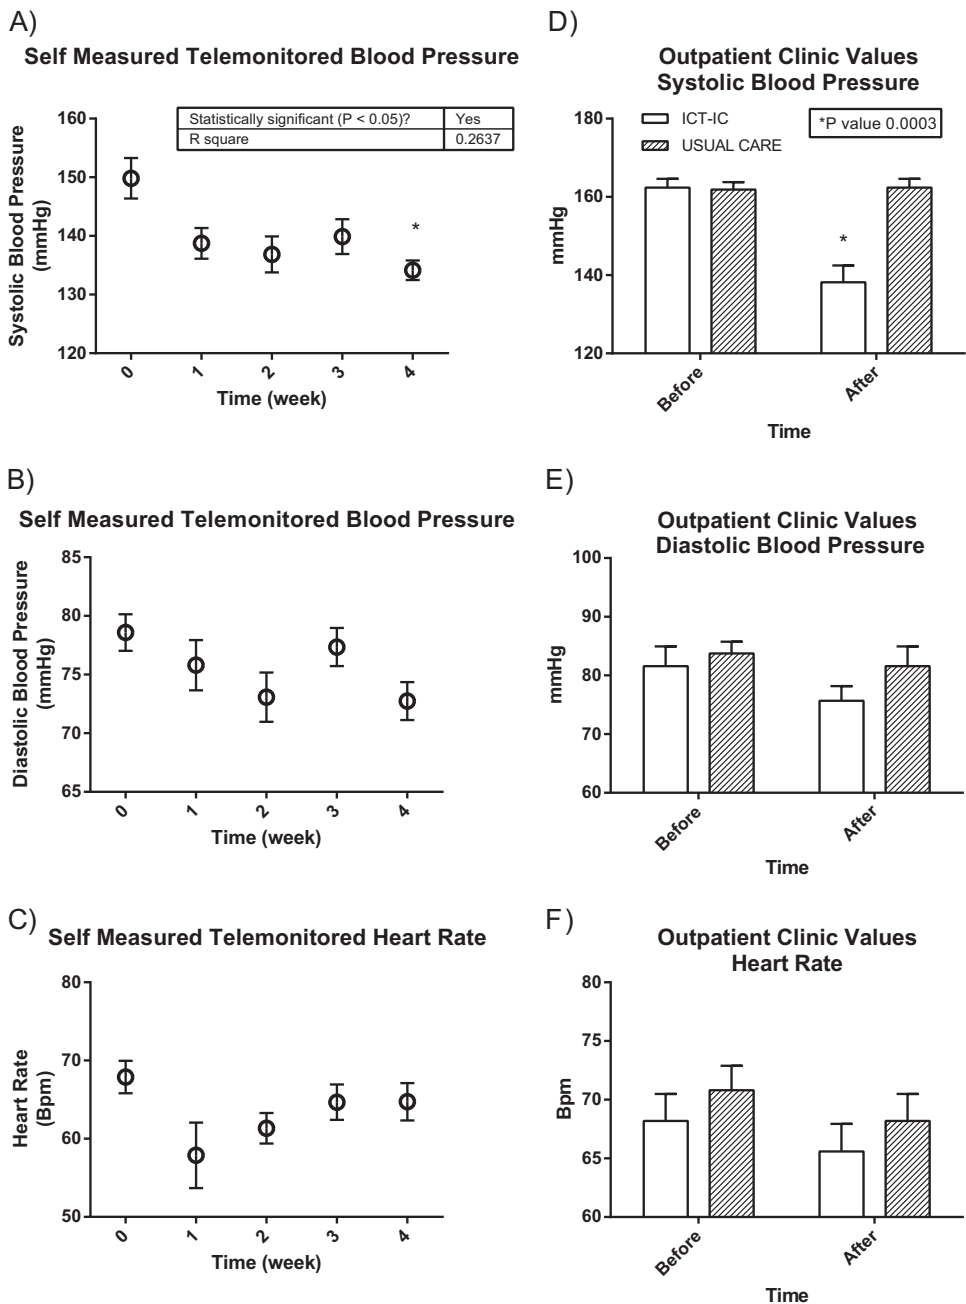 A)
Self Measured Telemonitored Blood Pressure
Statistically significant (P < 0.05)? Yes
R square 0.2637
Systolic Blood Pressure
(mmHg)
160
150
140
130
120
*
0 1 2 3 4
Time (week)
D)
Outpatient Clinic Values
Systolic Blood Pressure
ICT-IC
USUAL CARE
*P value 0.0003
mmHg
180
160
140
120
*
Before After
Time
B)
Self Measured Telemonitored Blood Pressure
Diastolic Blood Pressure
(mmHg)
85
80
75
70
65
0 1 2 3 4
Time (week)
E)
Outpatient Clinic Values
Diastolic Blood Pressure
mmHg
100
90
80
70
60
Before After
Time
C)
Self Measured Telemonitored Heart Rate
Heart Rate
(Bpm)
80
70
60
50
0 1 2 3 4
Time (week)
F)
Outpatient Clinic Values
Heart Rate
Bpm
80
75
70
65
60
Before After
Time